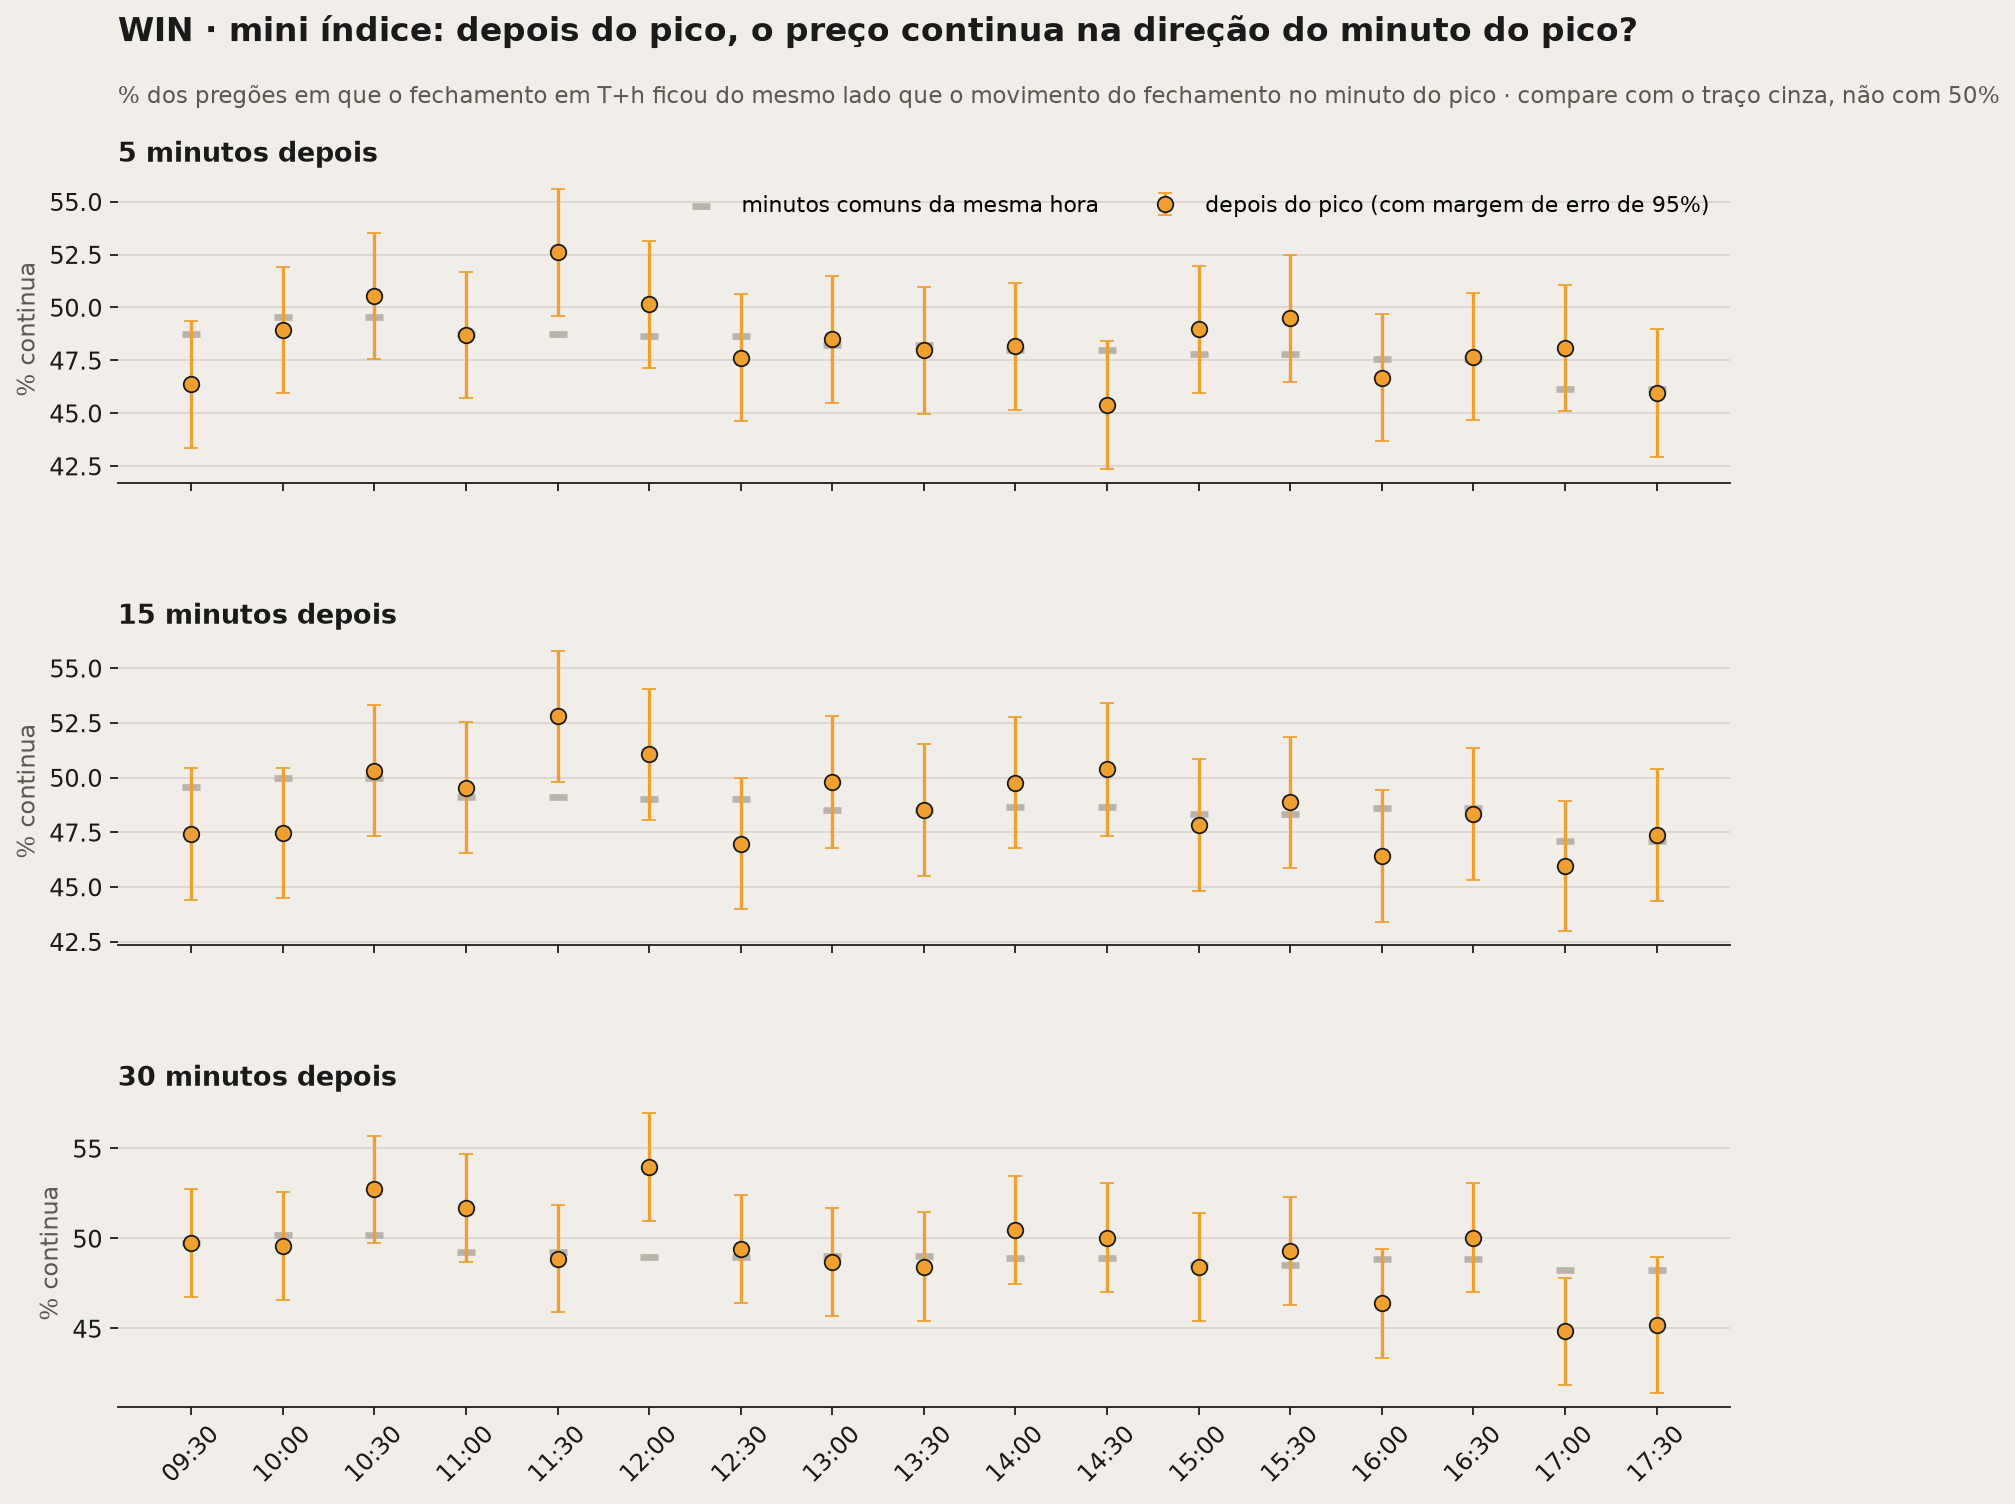 WIN · mini índice: depois do pico, o preço continua na direção do minuto do pico?
% dos pregões em que o fechamento em T+h ficou do mesmo lado que o movimento do fechamento no minuto do pico · compare com o traço cinza, não com 50%
5 minutos depois
minutos comuns da mesma hora
depois do pico (com margem de erro de 95%)
% continua
55.0
52.5
50.0
47.5
45.0
42.5
15 minutos depois
% continua
55.0
52.5
50.0
47.5
45.0
42.5
30 minutos depois
% continua
55
50
45
09:30 10:00 10:30 11:00 11:30 12:00 12:30 13:00 13:30 14:00 14:30 15:00 15:30 16:00 16:30 17:00 17:30